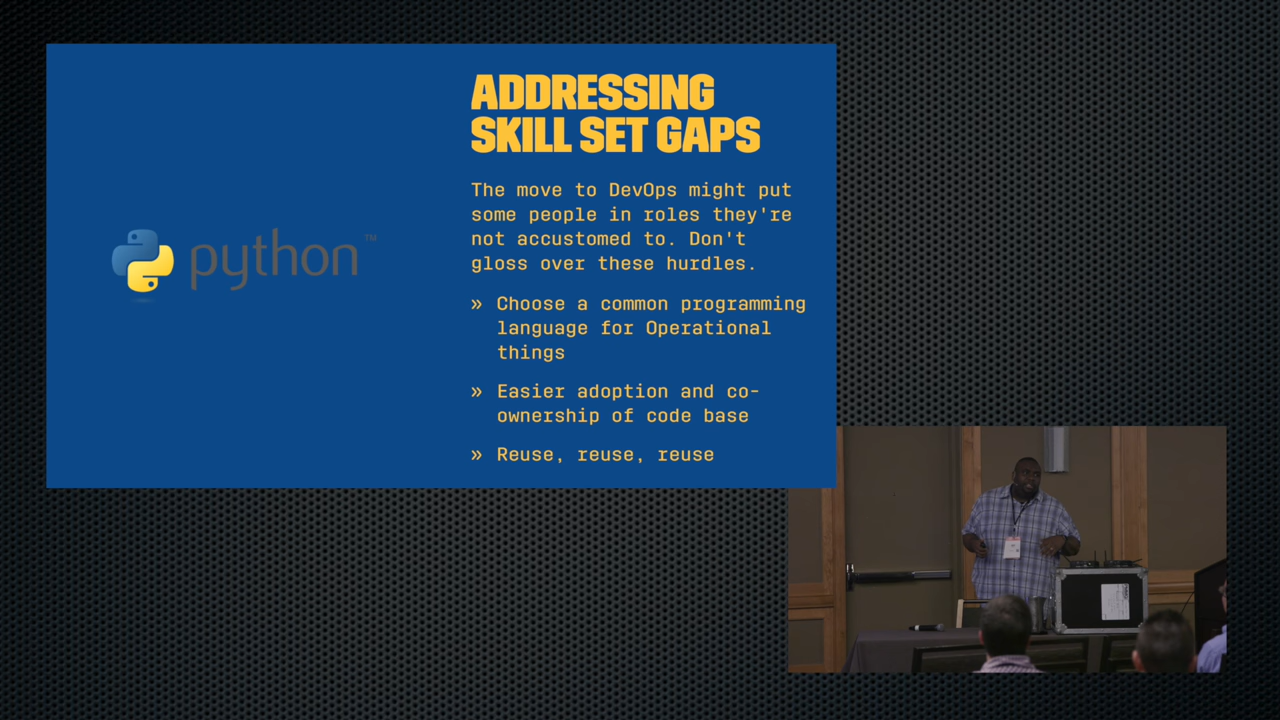 ADDRESSING
SKILL SET GAPS
The move to DevOps might put
some people in roles they're
not accustomed to. Don't
gloss over these hurdles.
» Choose a common programming
language for Operational
things
» Easier adoption and co-
ownership of code base
» Reuse, reuse, reuse
python™